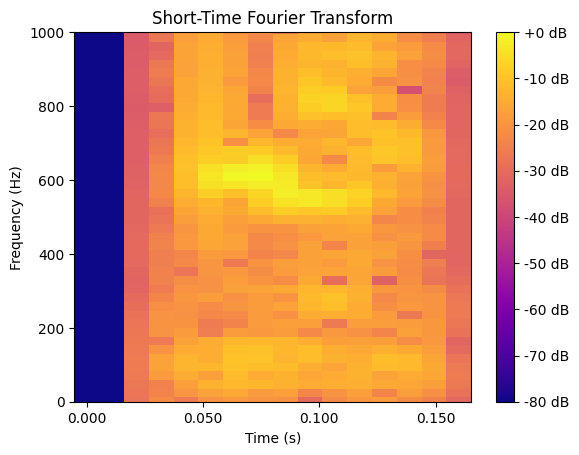 Short-Time Fourier Transform
1000
800
600
400
200
0
Frequency (Hz)
0.000
0.050
0.100
0.150
Time (s)
+0 dB
-10 dB
-20 dB
-30 dB
-40 dB
-50 dB
-60 dB
-70 dB
-80 dB